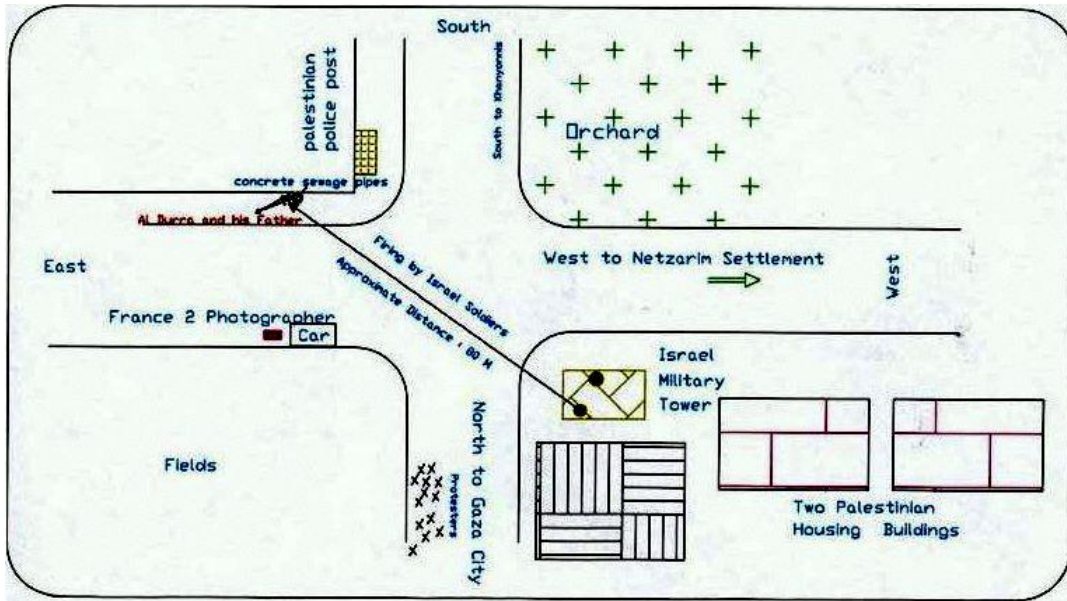 South
palestinian
police post
South to Khanyonnis
Orchard
concrete sewage pipes
Al Durra and his Father
East
Firing by Israel Soldiers
Approximate Distance : 80 M
West to Netzarim Settlement
West
France 2 Photographer
Car
Israel
Military
Tower
North to Gaza City
Protesters
Fields
Two Palestinian
Housing Buildings